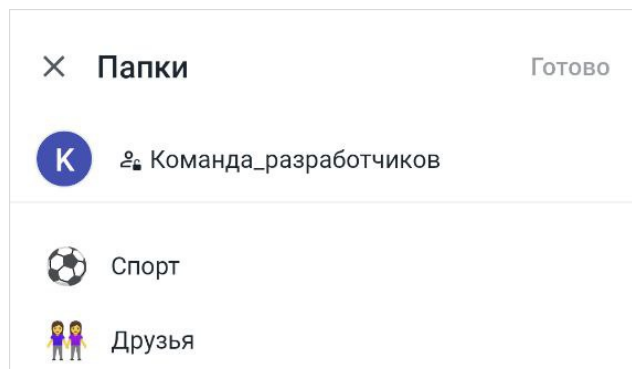 Папки Готово
К Команда_разработчиков
Спорт
Друзья